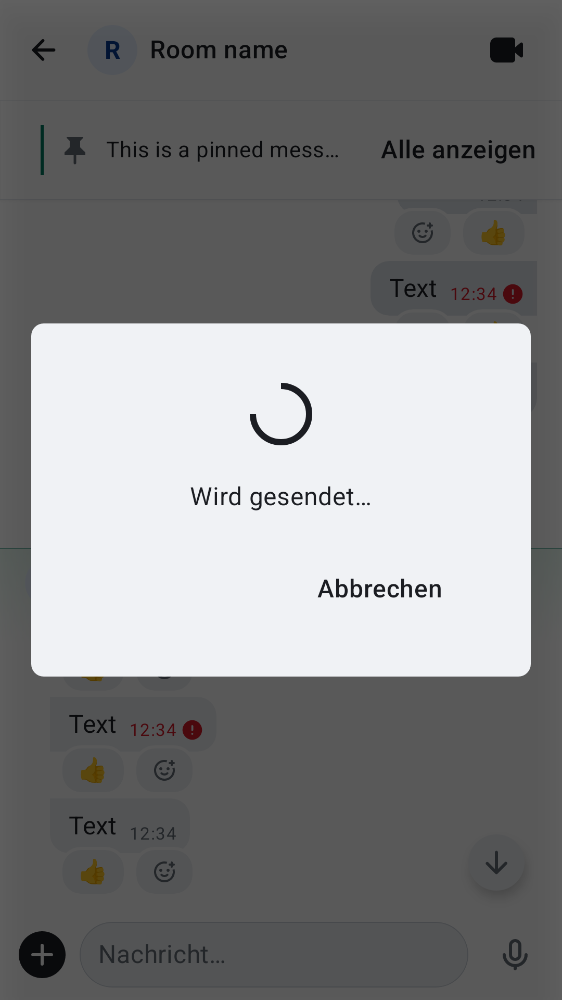 R Room name
This is a pinned mess… Alle anzeigen
Text 12:34
Wird gesendet…
Abbrechen
Text 12:34
Text 12:34
Nachricht…